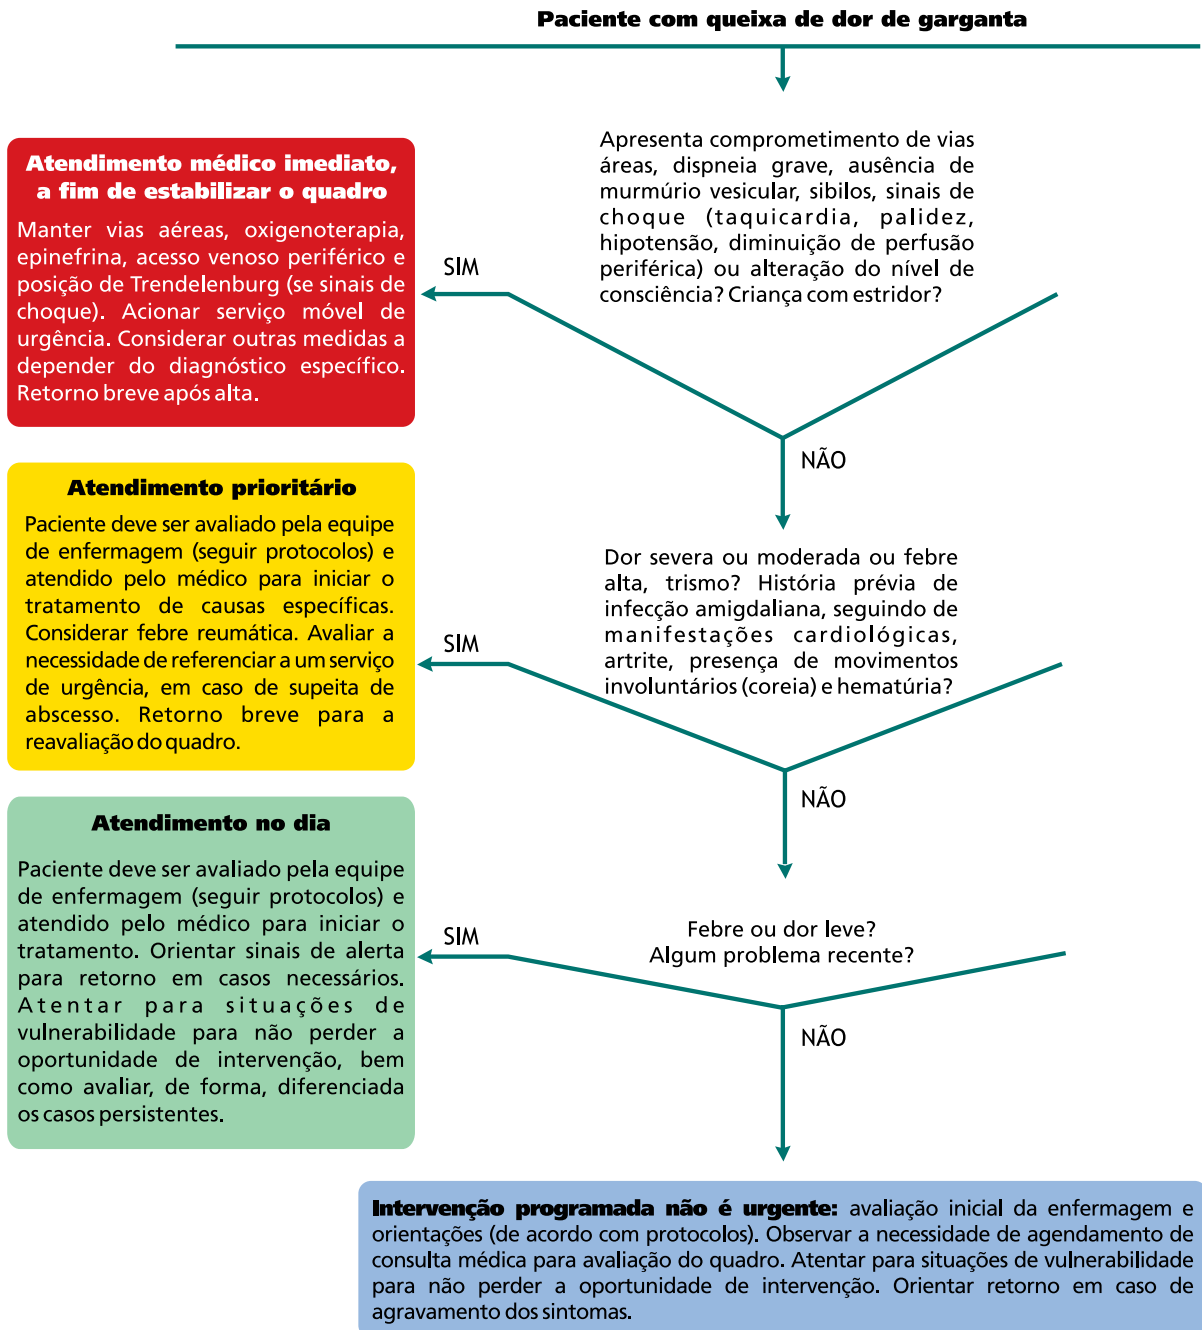 Paciente com queixa de dor de garganta
Apresenta comprometimento de vias
áreas, dispneia grave, ausência de
murmúrio vesicular, sibilos, sinais de
choque (taquicardia, palidez,
hipotensão, diminuição de perfusão
periférica) ou alteração do nível de
consciência? Criança com estridor?
SIM
Atendimento médico imediato,
a fim de estabilizar o quadro
Manter vias aéreas, oxigenoterapia,
epinefrina, acesso venoso periférico e
posição de Trendelenburg (se sinais de
choque). Acionar serviço móvel de
urgência. Considerar outras medidas a
depender do diagnóstico específico.
Retorno breve após alta.
NÃO
Dor severa ou moderada ou febre
alta, trismo? História prévia de
infecção amigdaliana, seguindo de
manifestações cardiológicas,
artrite, presença de movimentos
involuntários (coreia) e hematúria?
SIM
Atendimento prioritário
Paciente deve ser avaliado pela equipe
de enfermagem (seguir protocolos) e
atendido pelo médico para iniciar o
tratamento de causas específicas.
Considerar febre reumática. Avaliar a
necessidade de referenciar a um serviço
de urgência, em caso de supeita de
abscesso. Retorno breve para a
reavaliação do quadro.
NÃO
Febre ou dor leve?
Algum problema recente?
SIM
Atendimento no dia
Paciente deve ser avaliado pela equipe
de enfermagem (seguir protocolos) e
atendido pelo médico para iniciar o
tratamento. Orientar sinais de alerta
para retorno em casos necessários.
Atentar para situações de
vulnerabilidade para não perder a
oportunidade de intervenção, bem
como avaliar, de forma, diferenciada
os casos persistentes.
NÃO
Intervenção programada não é urgente: avaliação inicial da enfermagem e
orientações (de acordo com protocolos). Observar a necessidade de agendamento de
consulta médica para avaliação do quadro. Atentar para situações de vulnerabilidade
para não perder a oportunidade de intervenção. Orientar retorno em caso de
agravamento dos sintomas.